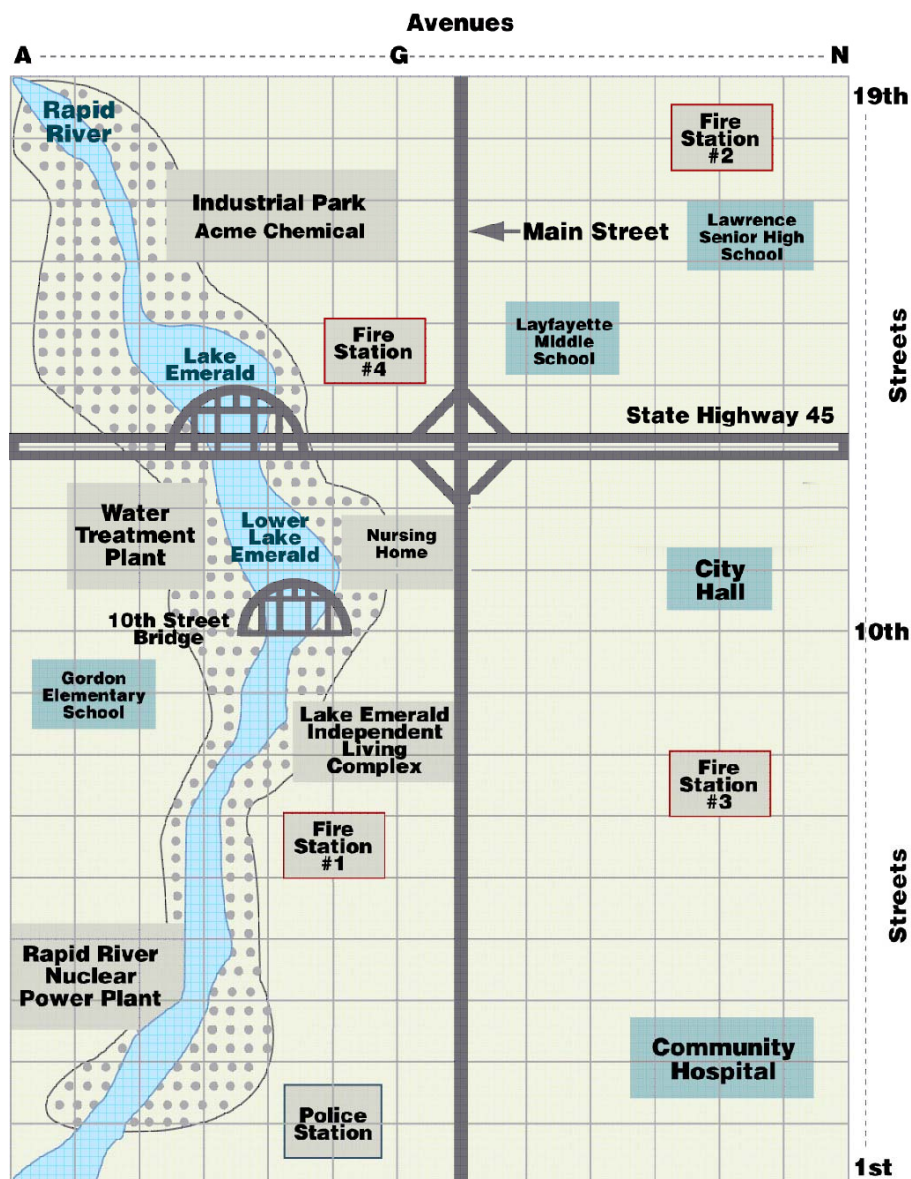 Avenues
A
G
N
19th
Rapid
River
Fire
Station
#2
Industrial Park
Acme Chemical
Main Street
Lawrence
Senior High
School
Fire
Station
#4
Layfayette
Middle
School
Lake
Emerald
Streets
State Highway 45
Water
Treatment
Plant
Lower
Lake
Emerald
Nursing
Home
City
Hall
10th Street
Bridge
10th
Gordon
Elementary
School
Lake Emerald
Independent
Living
Complex
Fire
Station
#3
Fire
Station
#1
Streets
Rapid River
Nuclear
Power Plant
Community
Hospital
Police
Station
1st